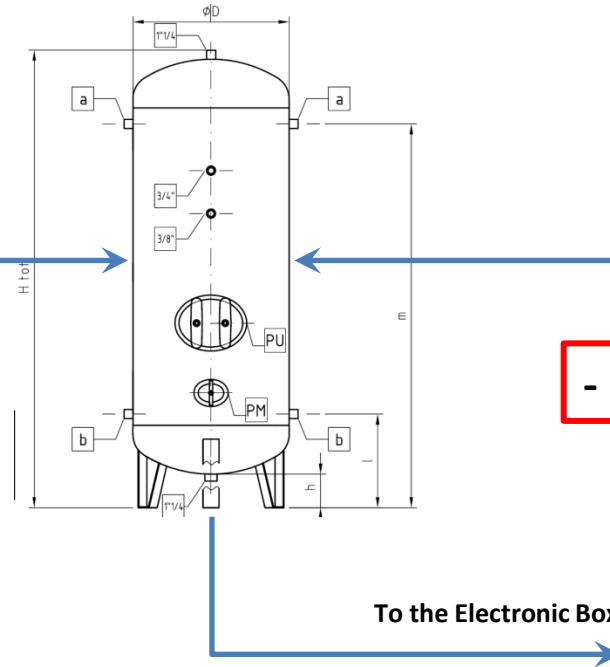 øD
1"1/4
a
a
3/4"
3/8"
H tot
m
PU
PM
b
b
l
h
1"1/4
-
To the Electronic Box